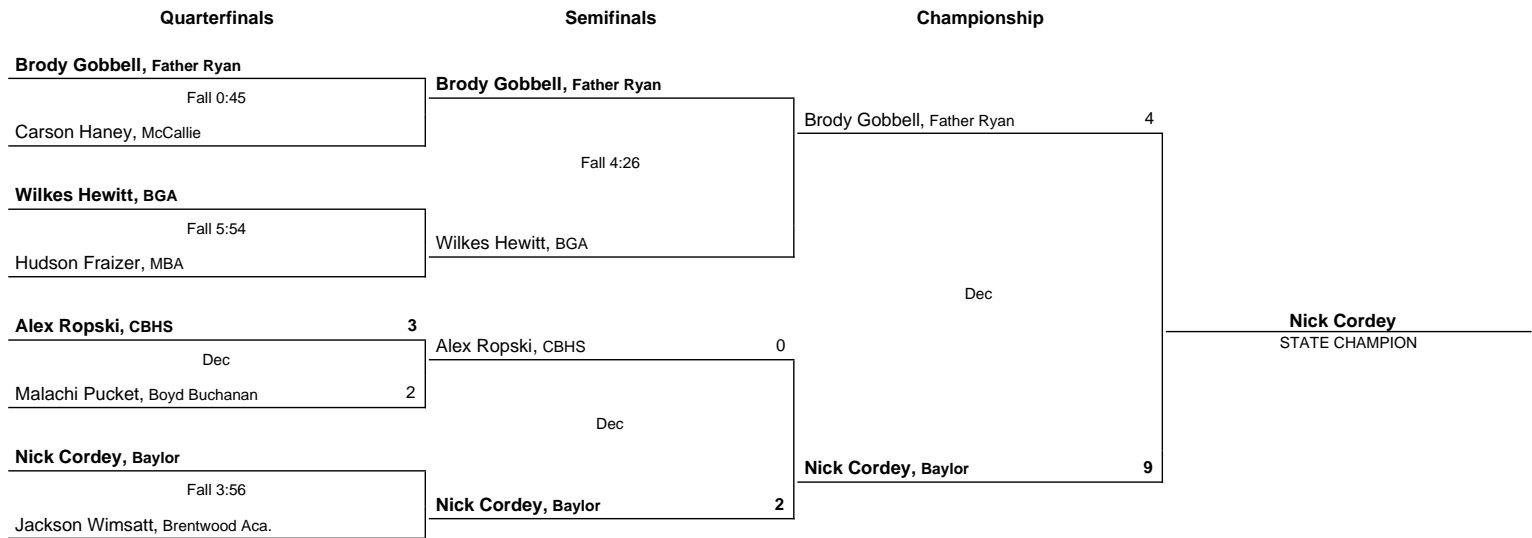 Quarterfinals
Semifinals
Championship
Brody Gobbell, Father Ryan
Fall 0:45
Carson Haney, McCallie
Wilkes Hewitt, BGA
Fall 5:54
Hudson Fraizer, MBA
Alex Ropski, CBHS 3
Dec
Malachi Pucket, Boyd Buchanan 2
Nick Cordey, Baylor
Fall 3:56
Jackson Wimsatt, Brentwood Aca.
Brody Gobbell, Father Ryan
Fall 4:26
Wilkes Hewitt, BGA
Alex Ropski, CBHS 0
Dec
Nick Cordey, Baylor 2
Brody Gobbell, Father Ryan 4
Dec
Nick Cordey, Baylor 9
Nick Cordey
STATE CHAMPION